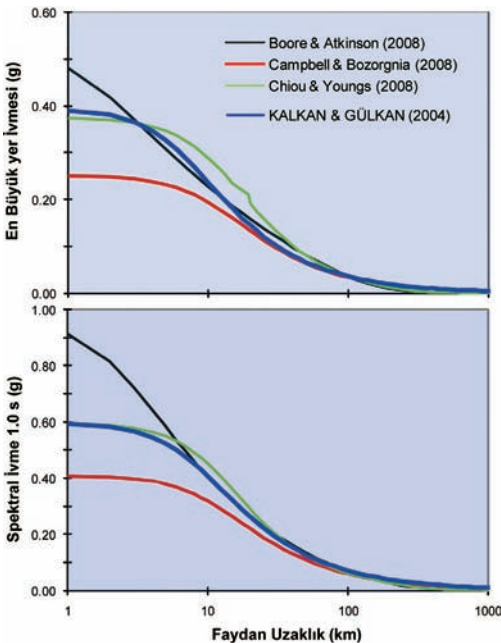 0.60
0.40
0.20
0.00
En Büyük yer İvmesi (g)
Boore & Atkinson (2008)
Campbell & Bozorgnia (2008)
Chiou & Youngs (2008)
KALKAN & GÜLKAN (2004)
1.00
0.80
0.60
0.40
0.20
0.00
Spektral İvme 1.0 s (g)
1 10 100 1000
Faydan Uzaklık (km)